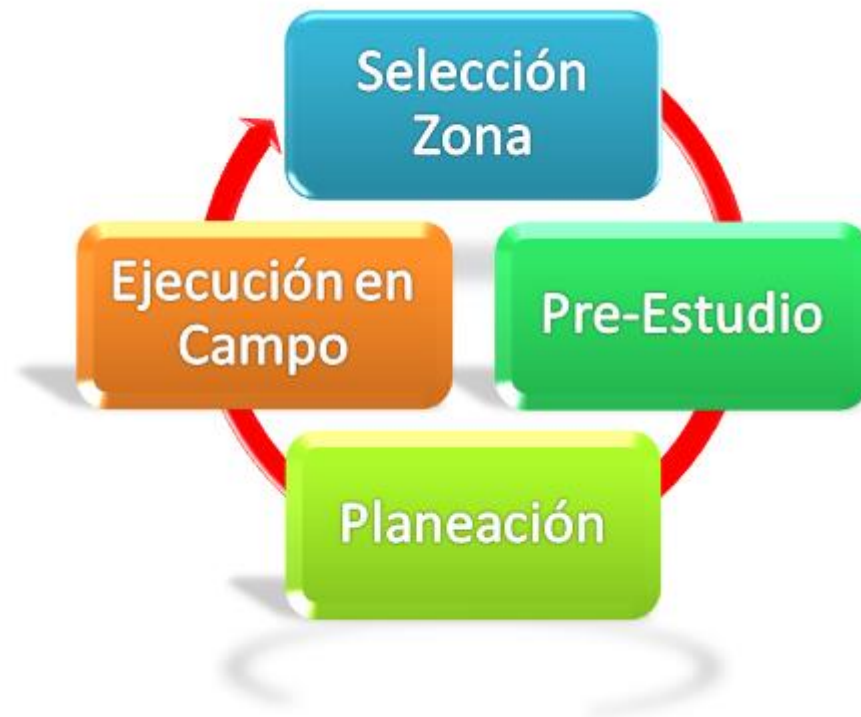 Selección
Zona
Pre-Estudio
Planeación
Ejecución en
Campo